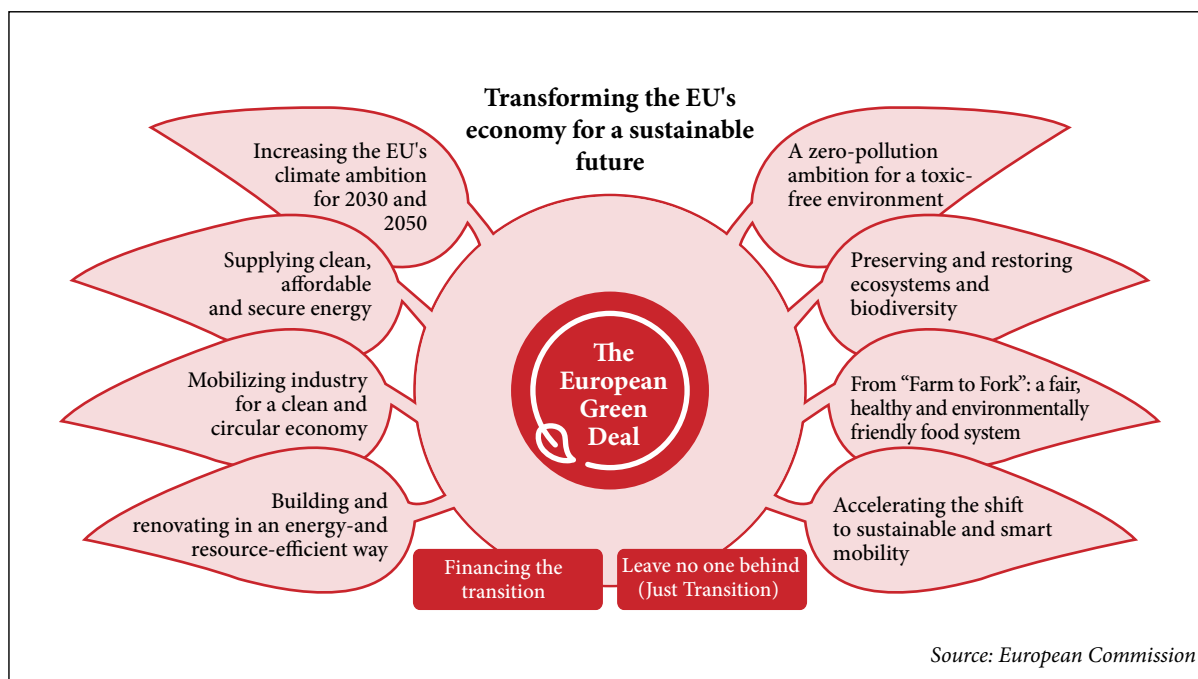 Transforming the EU's
economy for a sustainable
future
Increasing the EU's
climate ambition
for 2030 and
2050
Supplying clean,
affordable
and secure energy
Mobilizing industry
for a clean and
circular economy
Building and
renovating in an energy-and
resource-efficient way
The
European
Green
Deal
A zero-pollution
ambition for a toxic-
free environment
Preserving and restoring
ecosystems and
biodiversity
From “Farm to Fork”: a fair,
healthy and environmentally
friendly food system
Accelerating the shift
to sustainable and smart
mobility
Financing the
transition
Leave no one behind
(Just Transition)
Source: European Commission